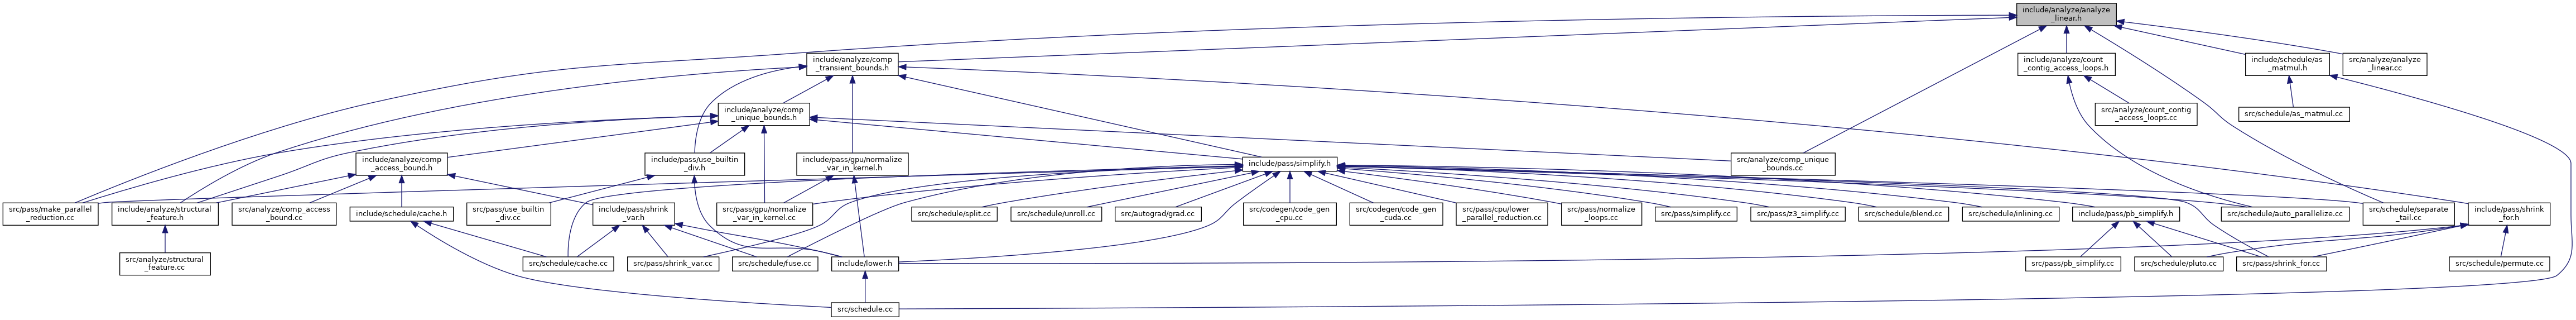 include/analyze/analyze
_linear.h
include/analyze/comp
_transient_bounds.h
include/analyze/count
_contig_access_loops.h
include/schedule/as
_matmul.h
src/analyze/analyze
_linear.cc
include/analyze/comp
_unique_bounds.h
src/analyze/count_contig
_access_loops.cc
src/schedule/as_matmul.cc
include/analyze/comp
_access_bound.h
include/pass/use_builtin
_div.h
include/pass/gpu/normalize
_var_in_kernel.h
include/pass/simplify.h
src/analyze/comp_unique
_bounds.cc
src/pass/make_parallel
_reduction.cc
include/analyze/structural
_feature.h
src/analyze/comp_access
_bound.cc
include/schedule/cache.h
src/pass/use_builtin
_div.cc
include/pass/shrink
_var.h
src/pass/gpu/normalize
_var_in_kernel.cc
src/schedule/split.cc
src/schedule/unroll.cc
src/autograd/grad.cc
src/codegen/code_gen
_cpu.cc
src/codegen/code_gen
_cuda.cc
src/pass/cpu/lower
_parallel_reduction.cc
src/pass/normalize
_loops.cc
src/pass/simplify.cc
src/pass/z3_simplify.cc
src/schedule/blend.cc
src/schedule/inlining.cc
include/pass/pb_simplify.h
src/schedule/auto_parallelize.cc
src/schedule/separate
_tail.cc
include/pass/shrink
_for.h
src/analyze/structural
_feature.cc
src/schedule/cache.cc
src/pass/shrink_var.cc
src/schedule/fuse.cc
include/lower.h
src/pass/pb_simplify.cc
src/schedule/pluto.cc
src/pass/shrink_for.cc
src/schedule/permute.cc
src/schedule.cc